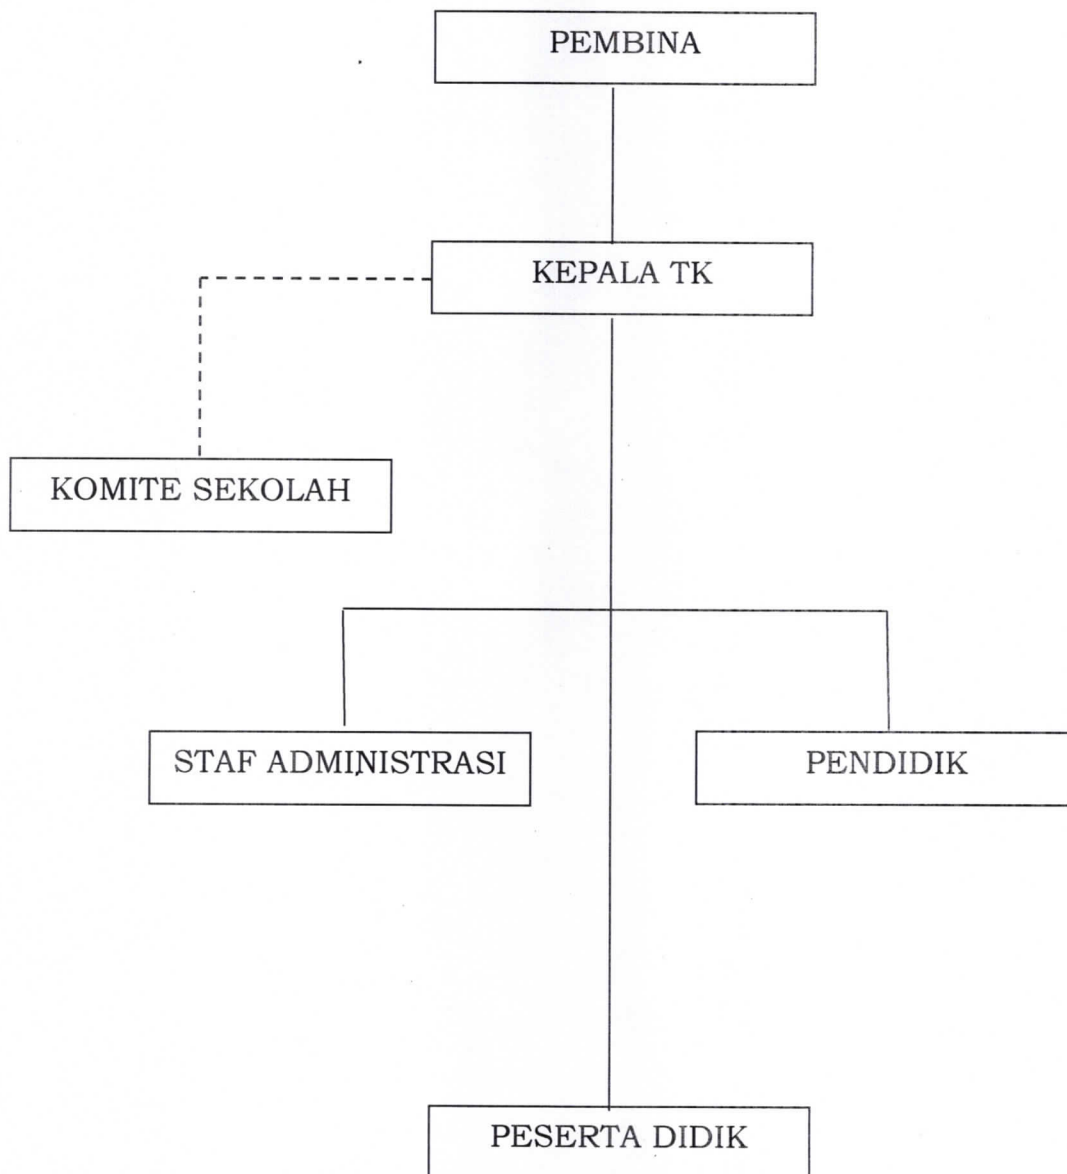 PEMBINA
KEPALA TK
KOMITE SEKOLAH
STAF ADMINISTRASI
PENDIDIK
PESERTA DIDIK